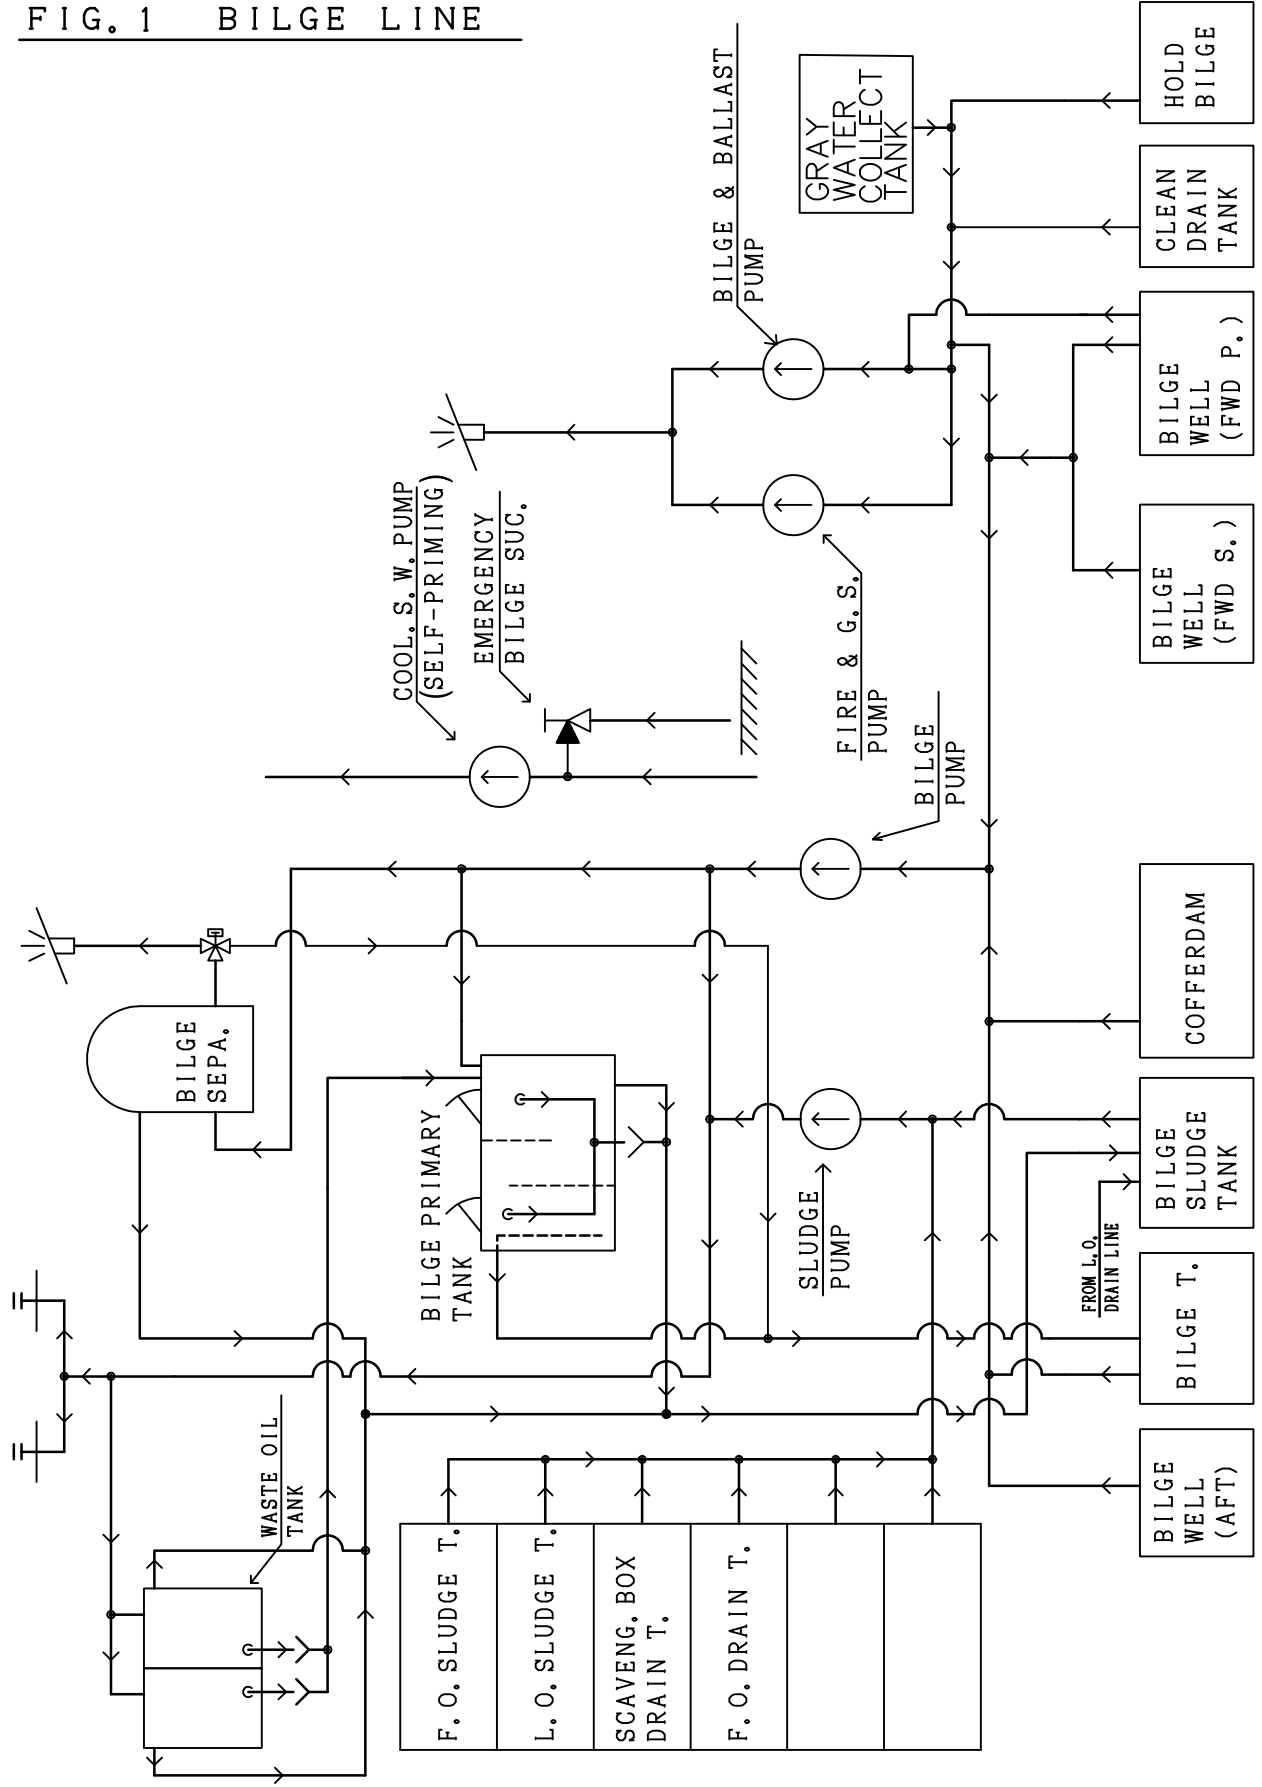 FIG. 1 BILGE LINE
BILGE & BALLAST
PUMP
GRAY
WATER
COLLECT
TANK
HOLD
BILGE
CLEAN
DRAIN
TANK
BILGE
WELL
(FWD P.)
BILGE
WELL
(FWD S.)
COOL. S. W. PUMP
(SELF-PRIMING)
EMERGENCY
BILGE SUC.
FIRE & G. S.
PUMP
BILGE
PUMP
COFFERDAM
BILGE
SEPA.
BILGE PRIMARY
TANK
SLUDGE
PUMP
BILGE
SLUDGE
TANK
FROM L.O.
DRAIN LINE
BILGE T.
BILGE
WELL
(AFT)
WASTE OIL
TANK
F. O. SLUDGE T.
L. O. SLUDGE T.
SCAVENG. BOX
DRAIN T.
F. O. DRAIN T.